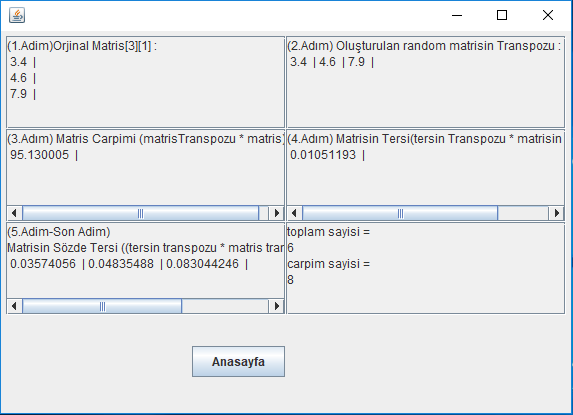 (1.Adim)Orjinal Matris[3][1] :
3.4 |
4.6 |
7.9 |
(2.Adım) Oluşturulan random matrisin Transpozu :
3.4 | 4.6 | 7.9 |
(3.Adım) Matris Carpimi (matrisTranspozu * matris)
95.130005 |
(4.Adım) Matrisin Tersi(tersin Transpozu * matrisin
0.01051193 |
(5.Adim-Son Adim)
Matrisin Sözde Tersi ((tersin transpozu * matris tran
0.03574056 | 0.04835488 | 0.083044246 |
toplam sayisi =
6
carpim sayisi =
8
Anasayfa